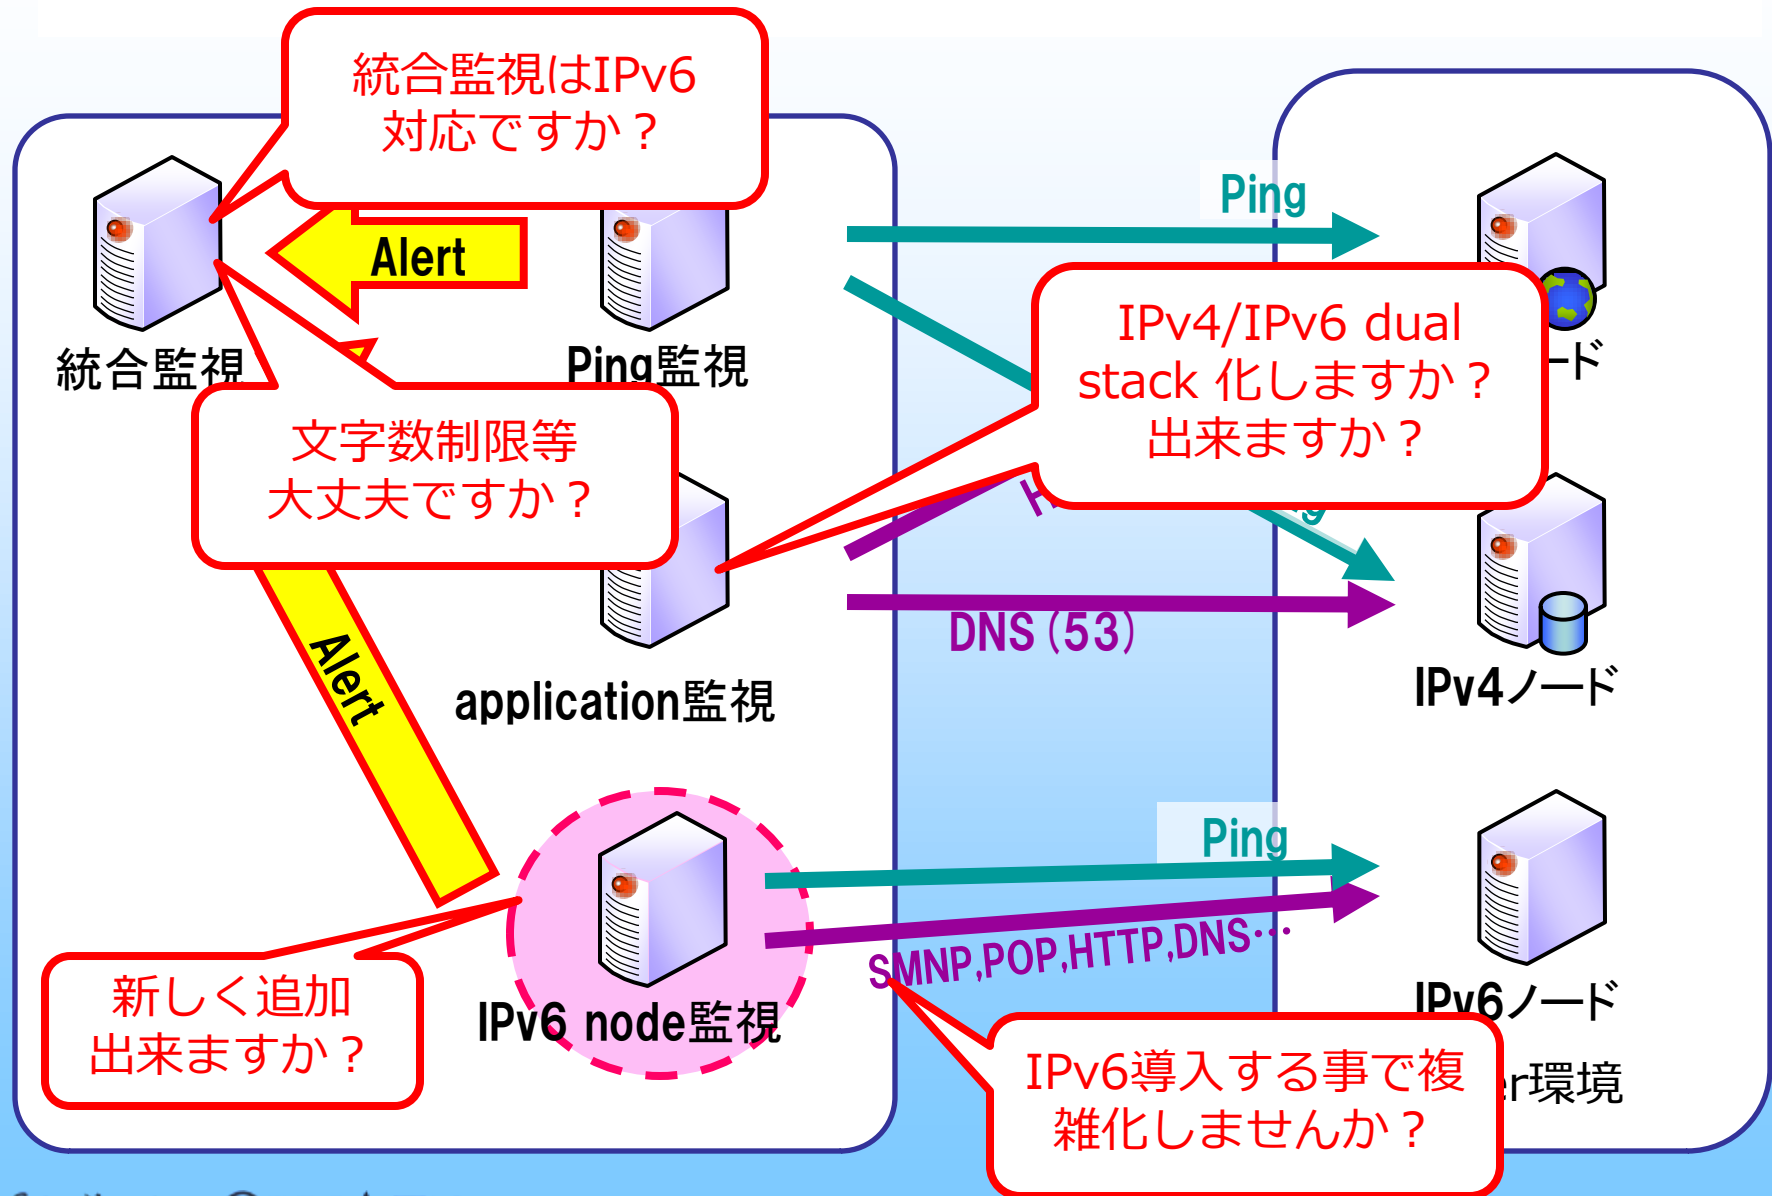 統合監視はIPv6
対応ですか？
Alert
Ping
統合監視
Ping監視
IPv4/IPv6 dual
stack 化しますか？
出来ますか？
ード
文字数制限等
大丈夫ですか？
DNS(53)
application監視
IPv4ノード
Alert
Ping
SMNP,POP,HTTP,DNS…
新しく追加
出来ますか？
IPv6 node監視
IPv6ノード
IPv6導入する事で複
雑化しませんか？
er環境